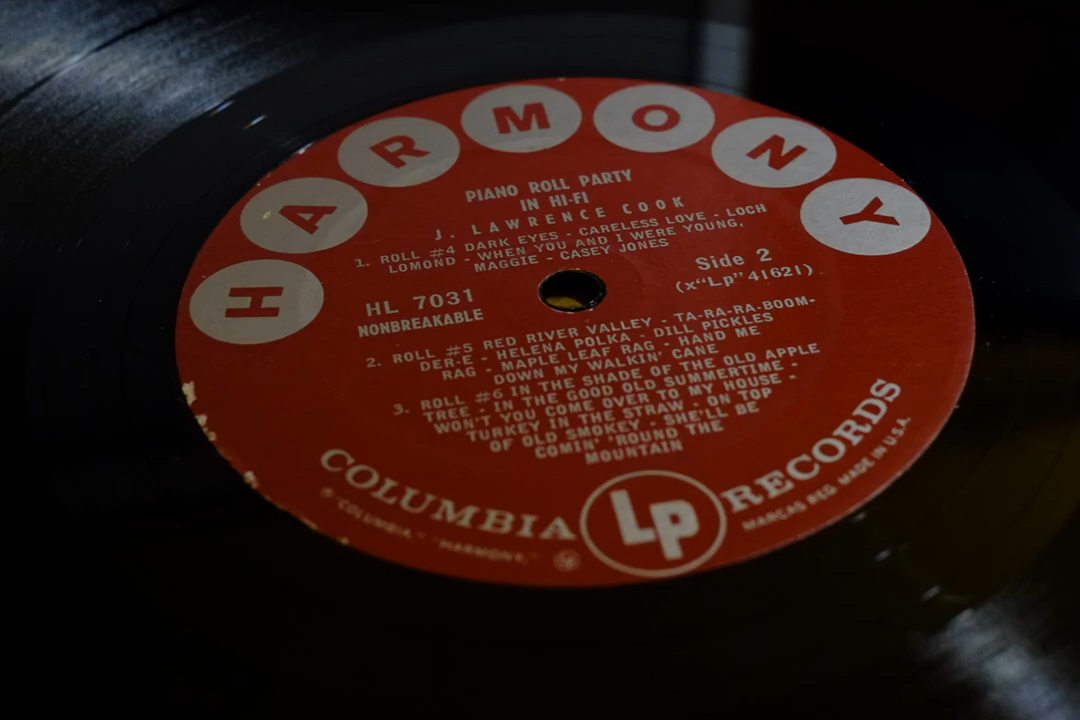 HARMONY
PIANO ROLL PARTY
IN HI-FI
J. LAWRENCE COOK
1. ROLL #4 DARK EYES - CARELESS LOVE - LOCH
LOMOND - WHEN YOU AND I WERE YOUNG,
MAGGIE - CASEY JONES
HL 7031
NONBREAKABLE
Side 2
(x"Lp" 41621)
2. ROLL #5 RED RIVER VALLEY - TA-RA-RA-BOOM-
DER-E - HELENA POLKA - DILL PICKLES
RAG - MAPLE LEAF RAG - HAND ME
DOWN MY WALKIN' CANE
3. ROLL #6 IN THE SHADE OF THE OLD APPLE
TREE - IN THE GOOD OLD SUMMERTIME -
WON'T YOU COME OVER TO MY HOUSE -
TURKEY IN THE STRAW - ON TOP
OF OLD SMOKEY - SHE'LL BE
COMIN' 'ROUND THE
MOUNTAIN
COLUMBIA Lp RECORDS
"COLUMBIA" "HARMONY," MARCAS REG. MADE IN U.S.A.